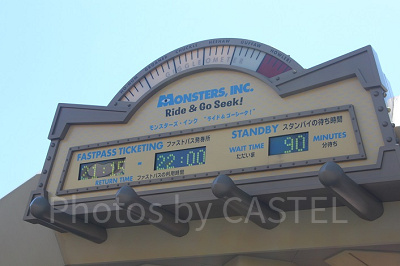 MONSTERS, INC.
Ride & Go Seek!
モンスターズ・インク "ライド＆ゴーシーク！"
FASTPASS TICKETING ファストパス発券所
STANDBY スタンバイの待ち時間
22:00
WAIT TIME 90 MINUTES
ただいま 分待ち
RETURN TIME ファストパスの利用時間
Photos by CASTEL